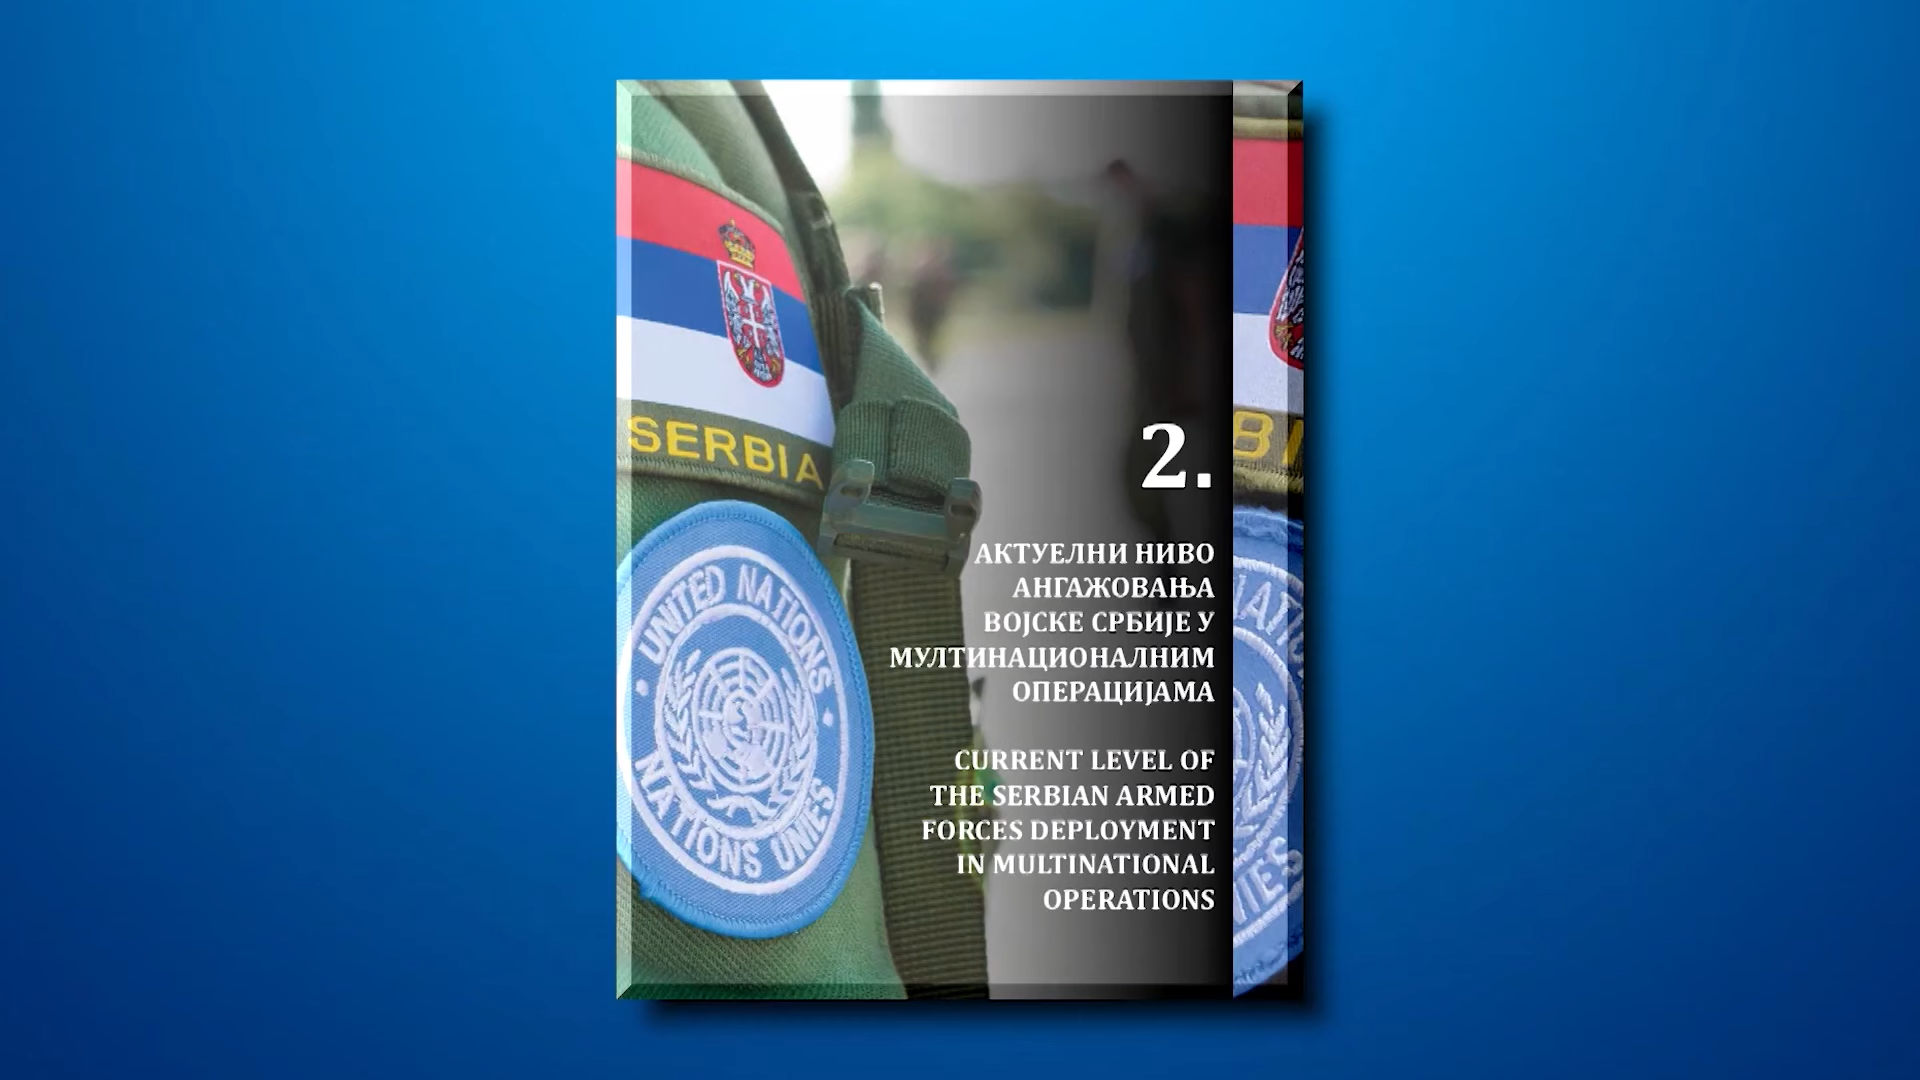 SERBIA
UNITED NATIONS
NATIONS UNIES
2.
АКТУЕЛНИ НИВО
АНГАЖОВАЊА
ВОЈСКЕ СРБИЈЕ У
МУЛТИНАЦИОНАЛНИМ
ОПЕРАЦИЈАМА
CURRENT LEVEL OF
THE SERBIAN ARMED
FORCES DEPLOYMENT
IN MULTINATIONAL
OPERATIONS